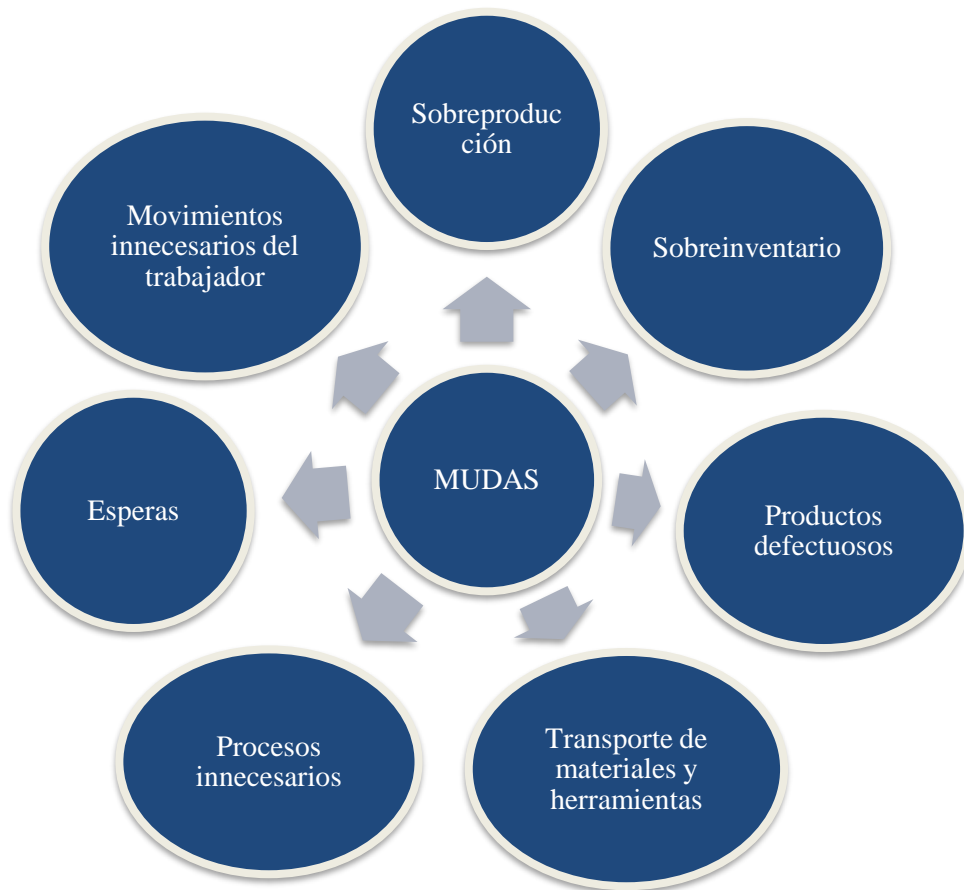 Sobreproduc
ción
Sobreinventario
Productos
defectuosos
Transporte de
materiales y
herramientas
Procesos
innecesarios
Esperas
Movimientos
innecesarios del
trabajador
MUDAS